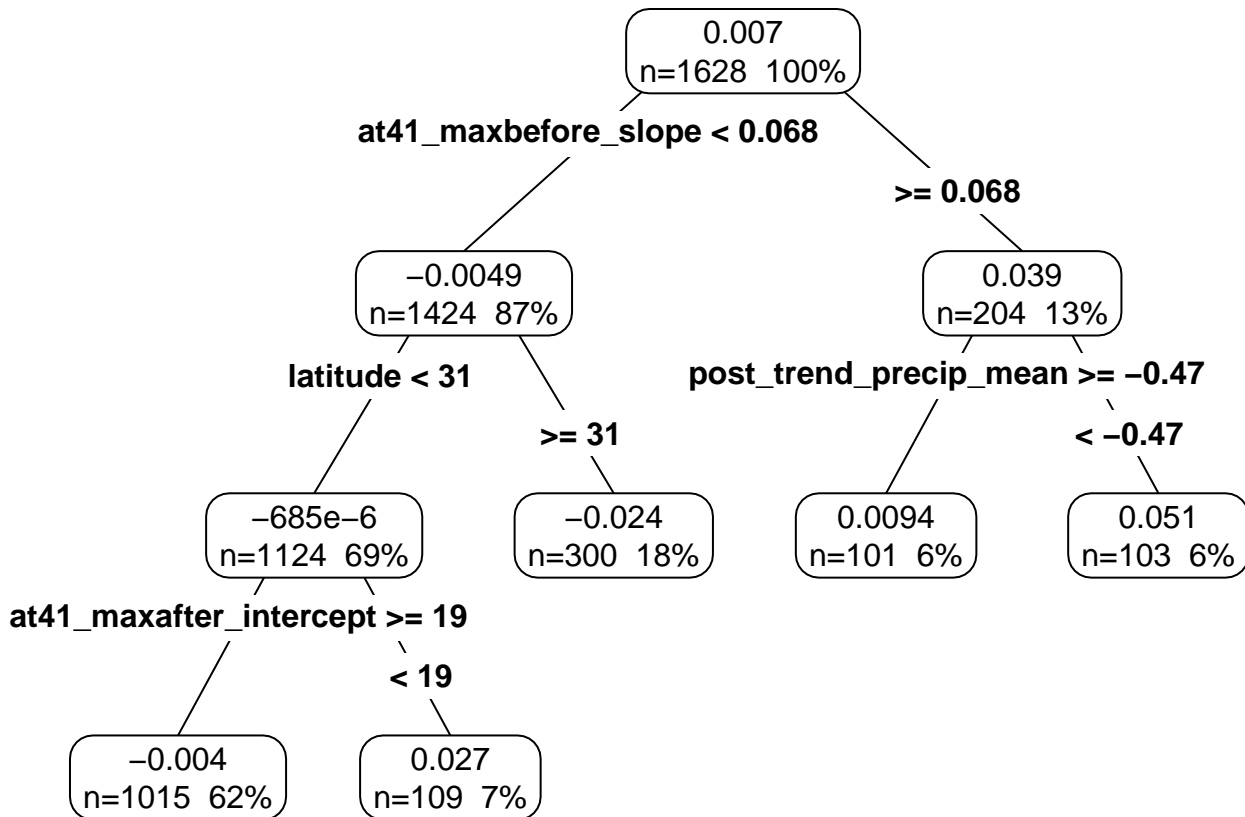 0.007
n=1628 100%
at41_maxbefore_slope < 0.068
>= 0.068
−0.0049
n=1424 87%
0.039
n=204 13%
latitude < 31
post_trend_precip_mean >= −0.47
>= 31
< −0.47
−685e−6
n=1124 69%
−0.024
n=300 18%
0.0094
n=101 6%
0.051
n=103 6%
at41_maxafter_intercept >= 19
< 19
−0.004
n=1015 62%
0.027
n=109 7%